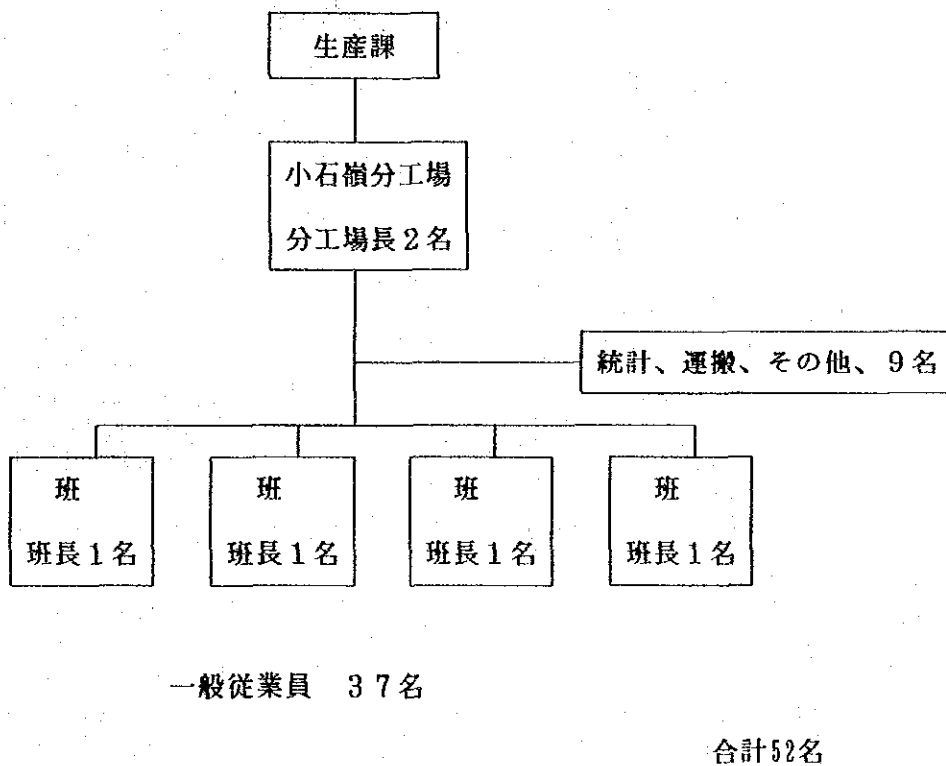 生産課
小石嶺分工場
分工場長2名
統計、運搬、その他、9名
班
班長1名
班
班長1名
班
班長1名
班
班長1名
一般従業員 37名
合計52名